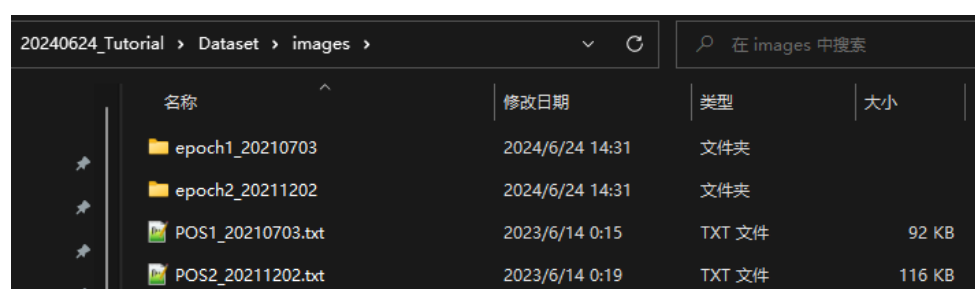 20240624_Tutorial › Dataset › images ›
在 images 中搜索
名称 修改日期 类型 大小
epoch1_20210703 2024/6/24 14:31 文件夹
epoch2_20211202 2024/6/24 14:31 文件夹
POS1_20210703.txt 2023/6/14 0:15 TXT 文件 92 KB
POS2_20211202.txt 2023/6/14 0:19 TXT 文件 116 KB